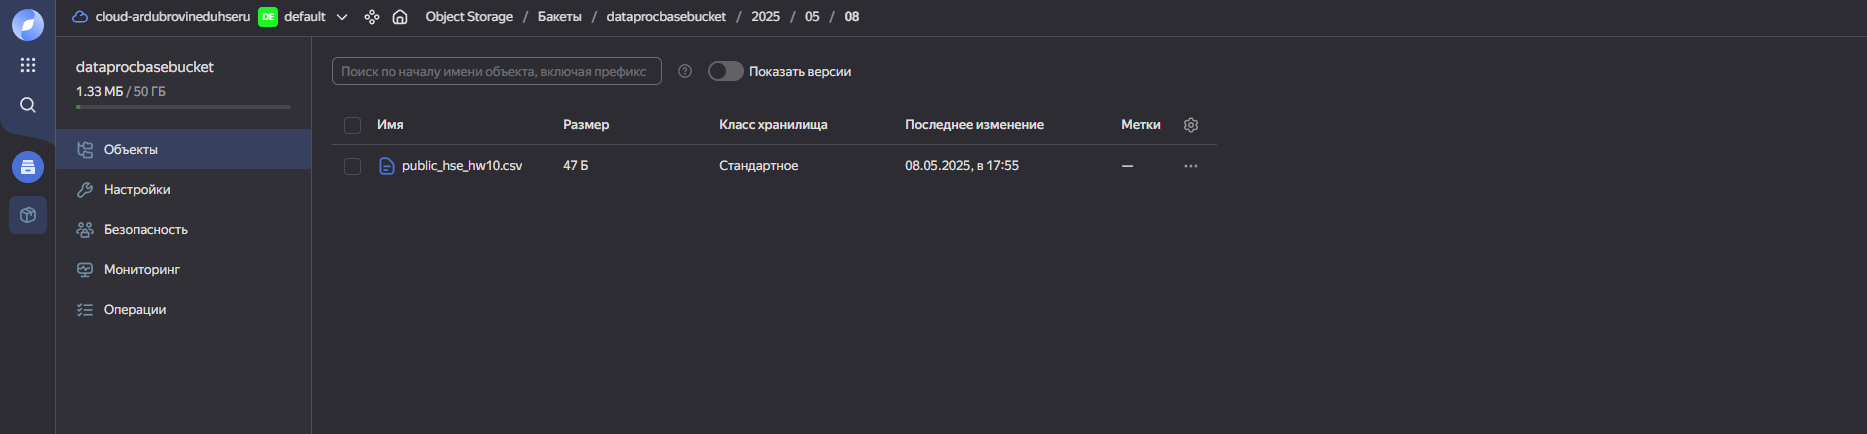 cloud-ardubrovineduhseru DE default Object Storage / Бакеты / dataprocbasebucket / 2025 / 05 / 08
dataprocbasebucket
1.33 МБ / 50 ГБ
Объекты
Настройки
Безопасность
Мониторинг
Операции
Поиск по началу имени объекта, включая префикс ? Показать версии
Имя Размер Класс хранилища Последнее изменение Метки
public_hse_hw10.csv 47 Б Стандартное 08.05.2025, в 17:55 —